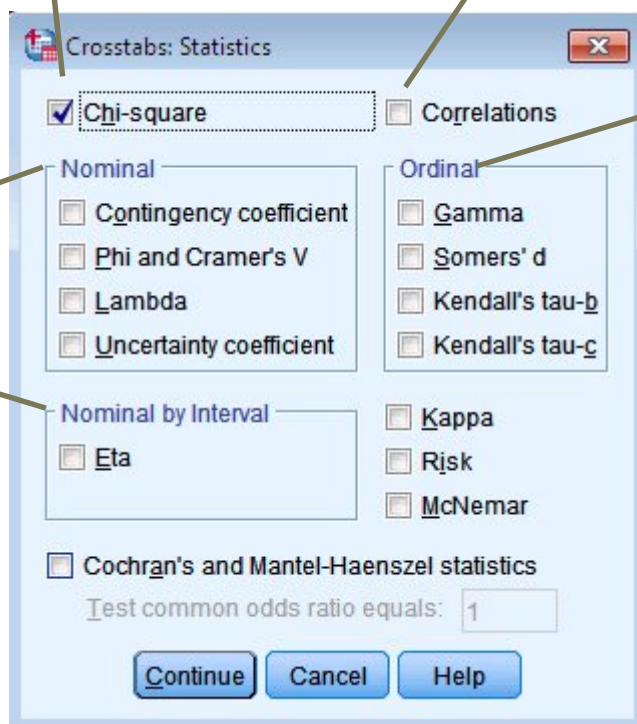 Crosstabs: Statistics
Chi-square
Correlations
Nominal
Contingency coefficient
Phi and Cramer's V
Lambda
Uncertainty coefficient
Ordinal
Gamma
Somers' d
Kendall's tau-b
Kendall's tau-c
Nominal by Interval
Eta
Kappa
Risk
McNemar
Cochran's and Mantel-Haenszel statistics
Test common odds ratio equals: 1
Continue Cancel Help